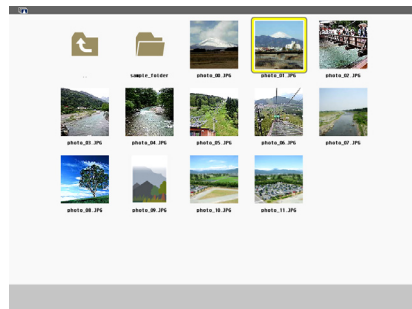 ..
sample_folder
photo_00.JPG
photo_01.JPG
photo_02.JPG
photo_03.JPG
photo_04.JPG
photo_05.JPG
photo_06.JPG
photo_07.JPG
photo_08.JPG
photo_09.JPG
photo_10.JPG
photo_11.JPG